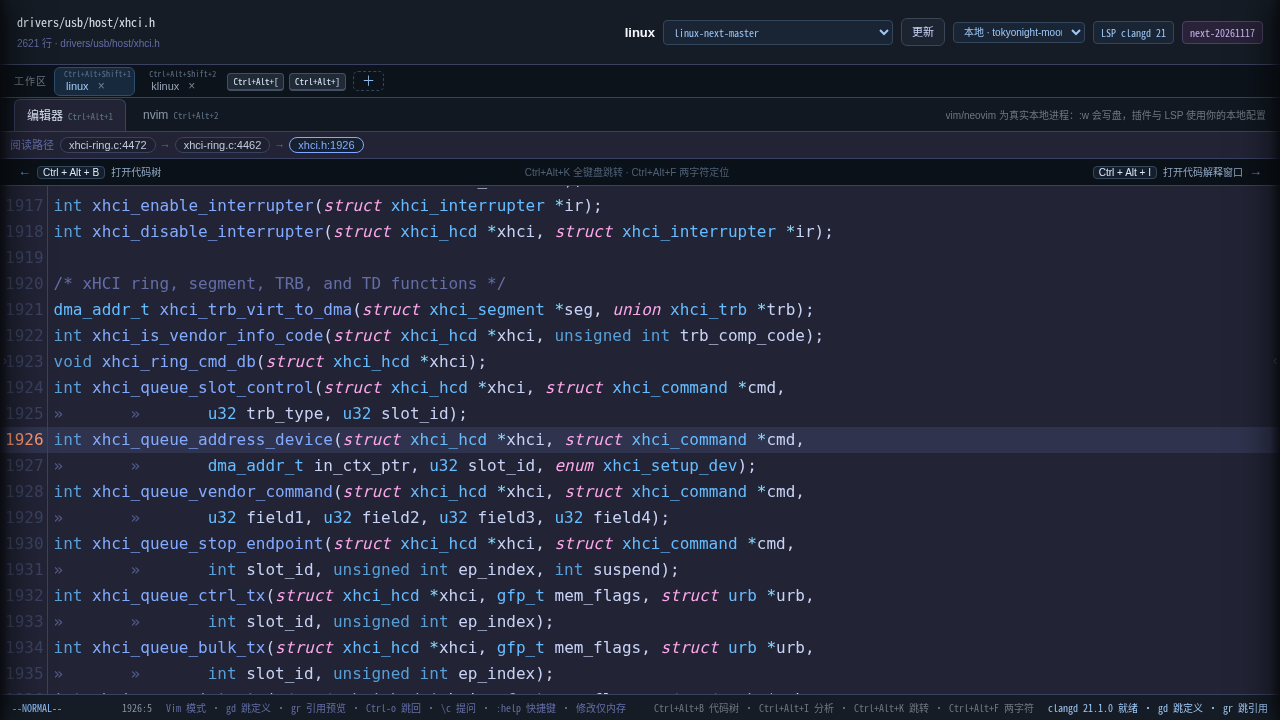 drivers/usb/host/xhci.h
2621 行 · drivers/usb/host/xhci.h
linux
linux-next-master
更新
本地 · tokyonight-moon
LSP clangd 21
next-20261117
工作区
Ctrl+Alt+Shift+1
linux ×
Ctrl+Alt+Shift+2
klinux ×
Ctrl+Alt+[
Ctrl+Alt+]
+
编辑器 Ctrl+Alt+1
nvim Ctrl+Alt+2
vim/neovim 为真实本地进程：:w 会写盘，插件与 LSP 使用你的本地配置
阅读路径 xhci-ring.c:4472 → xhci-ring.c:4462 → xhci.h:1926
← Ctrl + Alt + B 打开代码树
Ctrl+Alt+K 全键盘跳转 · Ctrl+Alt+F 两字符定位
Ctrl + Alt + I 打开代码解释窗口 →
1917 int xhci_enable_interrupter(struct xhci_interrupter *ir);
1918 int xhci_disable_interrupter(struct xhci_hcd *xhci, struct xhci_interrupter *ir);
1919
1920 /* xHCI ring, segment, TRB, and TD functions */
1921 dma_addr_t xhci_trb_virt_to_dma(struct xhci_segment *seg, union xhci_trb *trb);
1922 int xhci_is_vendor_info_code(struct xhci_hcd *xhci, unsigned int trb_comp_code);
1923 void xhci_ring_cmd_db(struct xhci_hcd *xhci);
1924 int xhci_queue_slot_control(struct xhci_hcd *xhci, struct xhci_command *cmd,
1925 » » u32 trb_type, u32 slot_id);
1926 int xhci_queue_address_device(struct xhci_hcd *xhci, struct xhci_command *cmd,
1927 » » dma_addr_t in_ctx_ptr, u32 slot_id, enum xhci_setup_dev);
1928 int xhci_queue_vendor_command(struct xhci_hcd *xhci, struct xhci_command *cmd,
1929 » » u32 field1, u32 field2, u32 field3, u32 field4);
1930 int xhci_queue_stop_endpoint(struct xhci_hcd *xhci, struct xhci_command *cmd,
1931 » » int slot_id, unsigned int ep_index, int suspend);
1932 int xhci_queue_ctrl_tx(struct xhci_hcd *xhci, gfp_t mem_flags, struct urb *urb,
1933 » » int slot_id, unsigned int ep_index);
1934 int xhci_queue_bulk_tx(struct xhci_hcd *xhci, gfp_t mem_flags, struct urb *urb,
1935 » » int slot_id, unsigned int ep_index);
--NORMAL-- 1926:5 Vim 模式 · gd 跳定义 · gr 引用预览 · Ctrl-o 跳回 · \c 提问 · :help 快捷键 · 修改仅内存 Ctrl+Alt+B 代码树 · Ctrl+Alt+I 分析 · Ctrl+Alt+K 跳转 · Ctrl+Alt+F 两字符 clangd 21.1.0 就绪 · gd 跳定义 · gr 跳引用